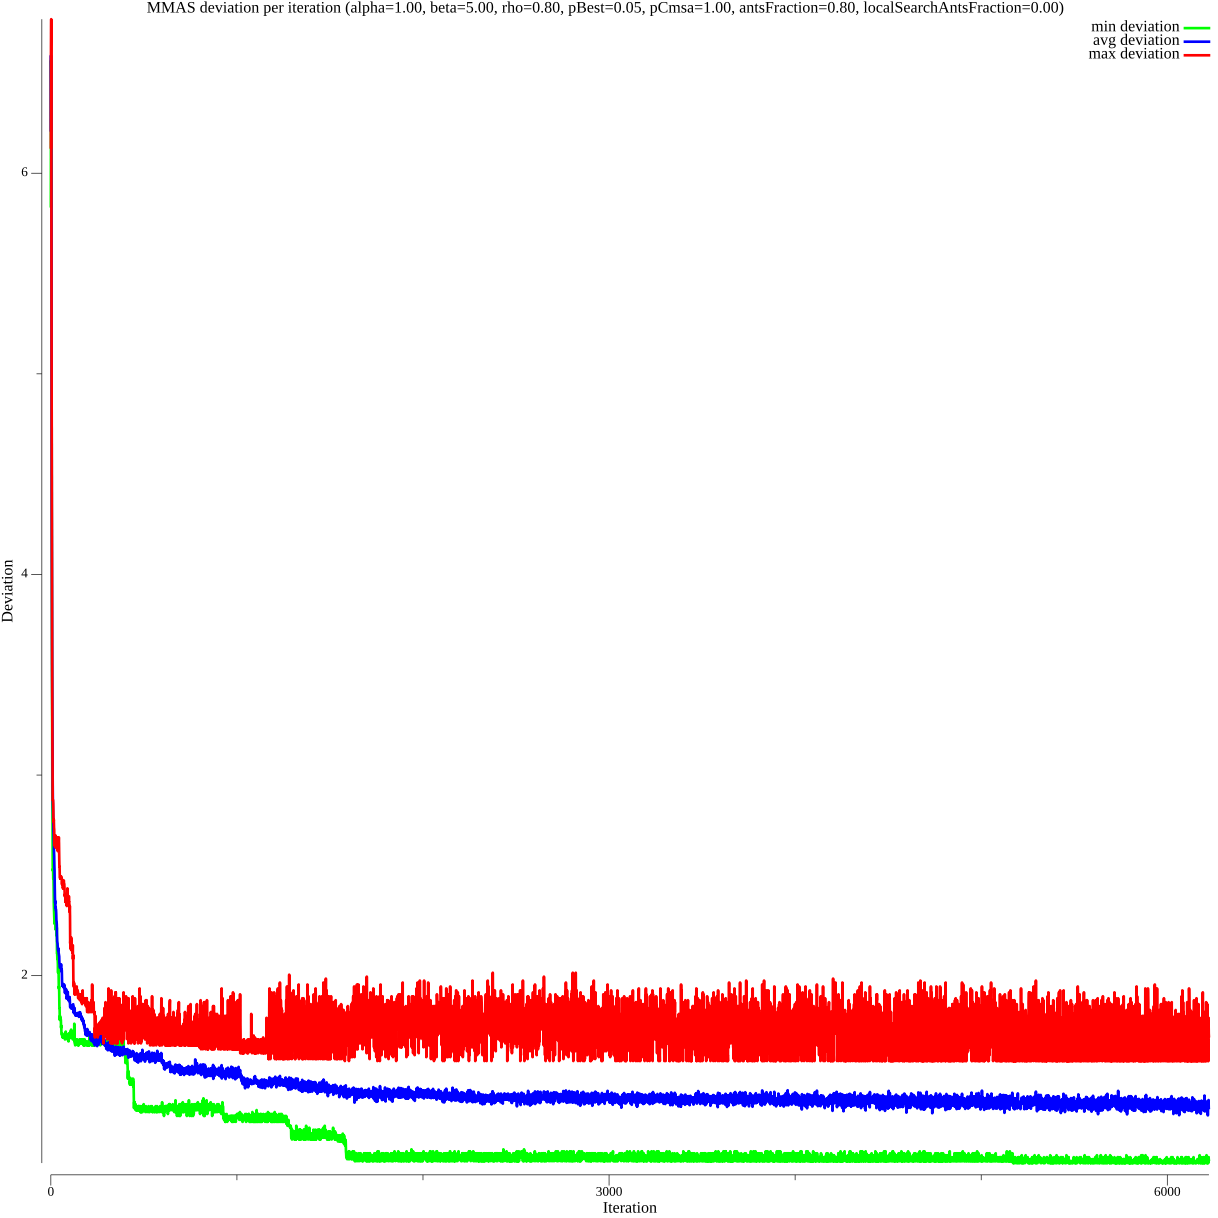 MMAS deviation per iteration (alpha=1.00, beta=5.00, rho=0.80, pBest=0.05, pCmsa=1.00, antsFraction=0.80, localSearchAntsFraction=0.00)
min deviation
avg deviation
max deviation
6
4
2
Deviation
0 3000 6000
Iteration